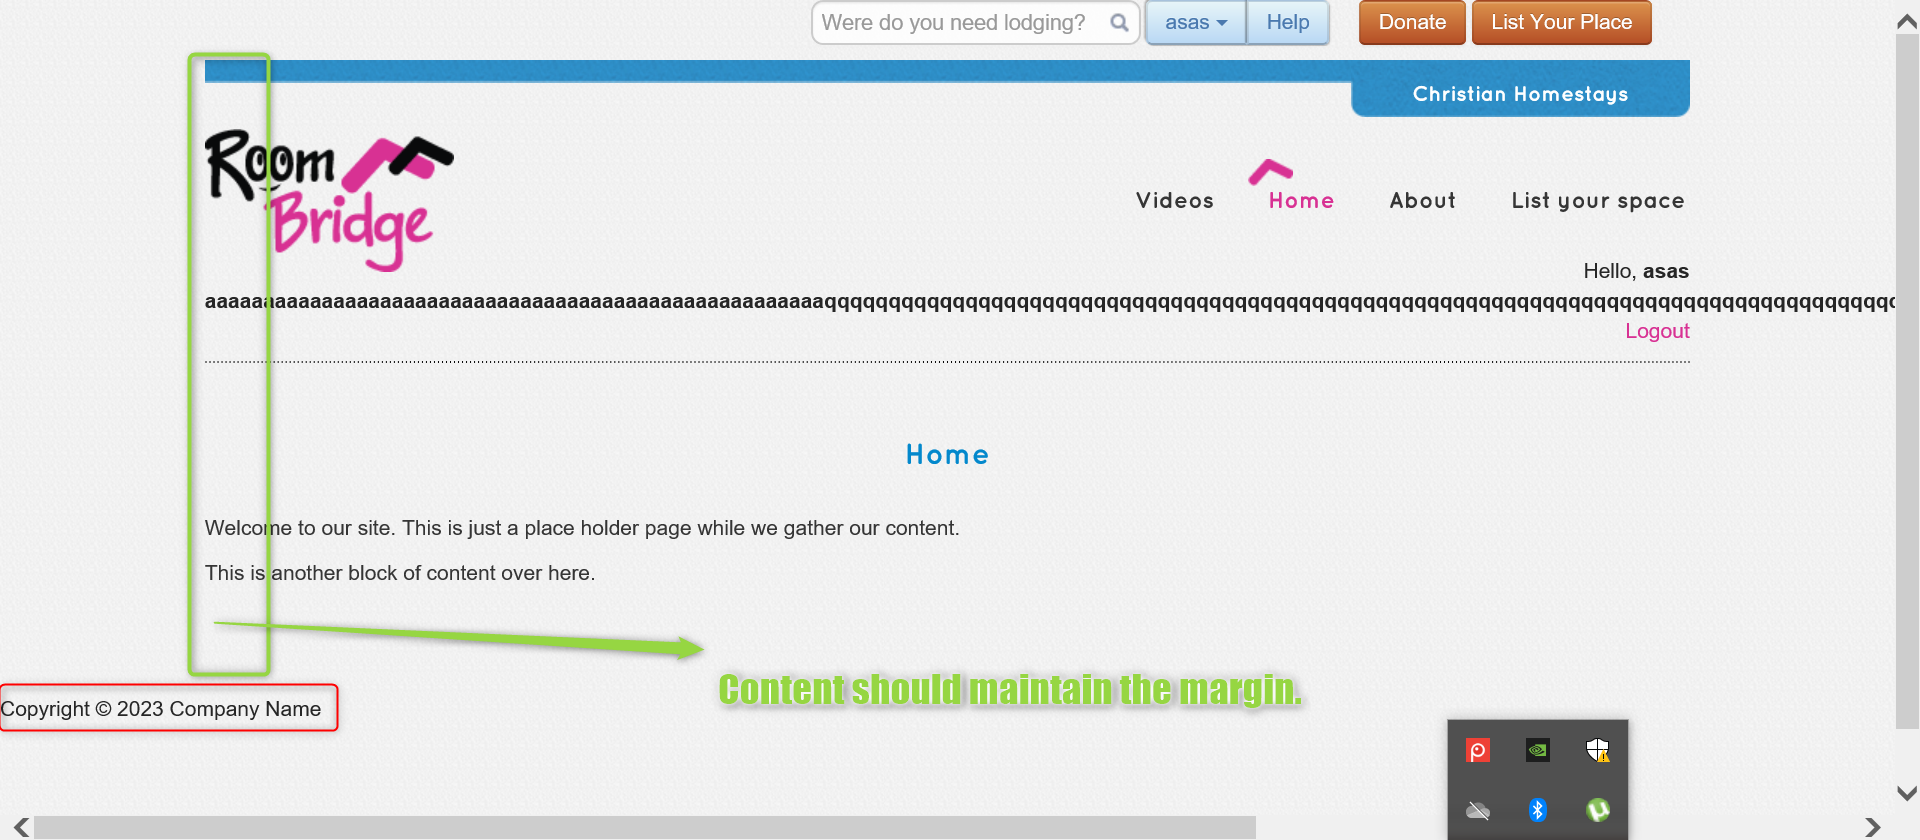 Were do you need lodging?
asas
Help
Donate
List Your Place
Christian Homestays
Room
Bridge
Videos
Home
About
List your space
Hello, asas
Logout
Home
Welcome to our site. This is just a place holder page while we gather our content.
This is another block of content over here.
Content should maintain the margin.
Copyright © 2023 Company Name